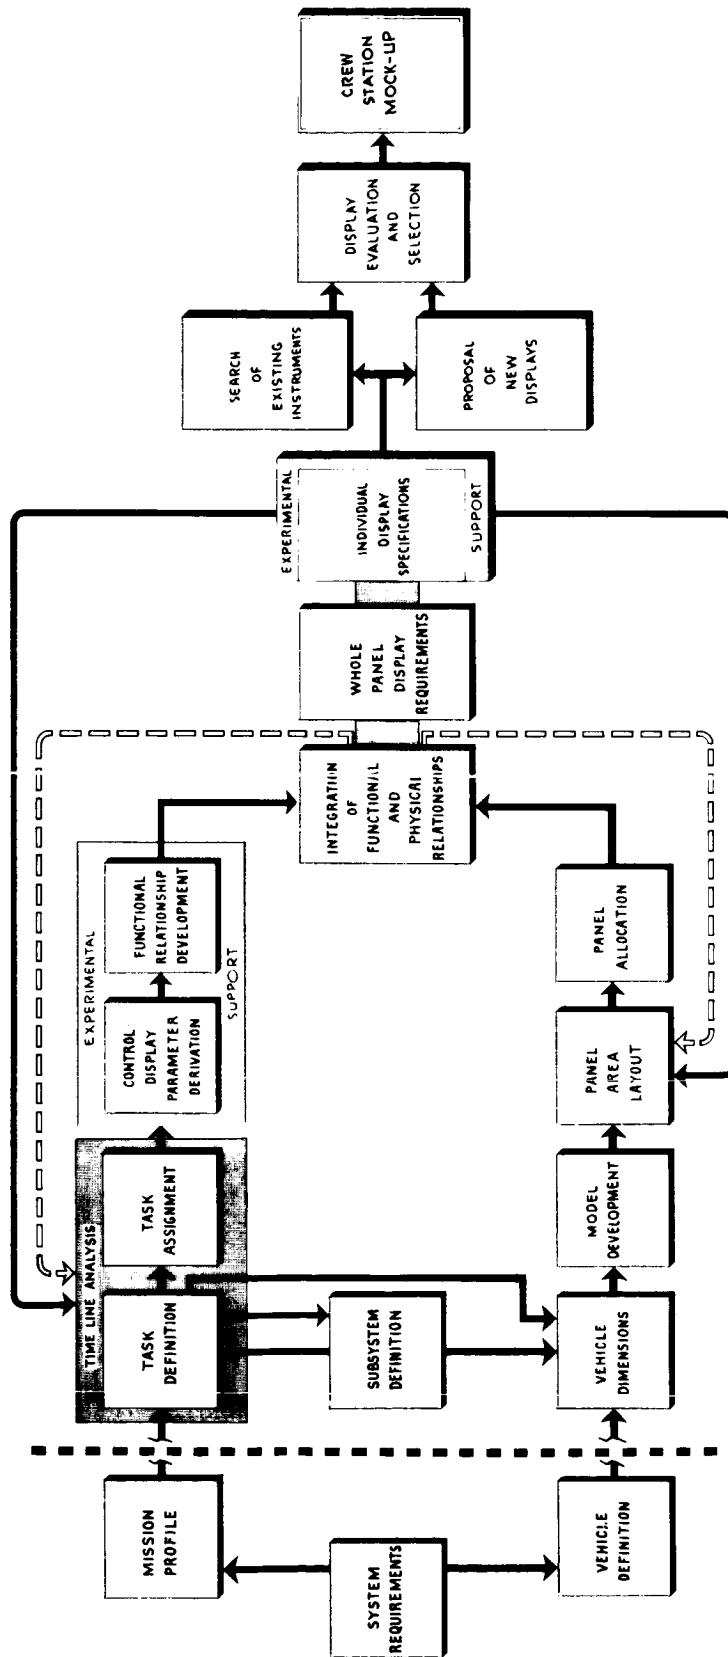 SYSTEM
REQUIREMENTS
MISSION
PROFILE
VEHICLE
DEFINITION
TIME LINE ANALYSIS
TASK
DEFINITION
TASK
ASSIGNMENT
SUBSYSTEM
DEFINITION
VEHICLE
DIMENSIONS
MODEL
DEVELOPMENT
EXPERIMENTAL
CONTROL
DISPLAY
PARAMETER
DERIVATION
FUNCTIONAL
RELATIONSHIP
DEVELOPMENT
SUPPORT
PANEL
AREA
LAYOUT
PANEL
ALLOCATION
INTEGRATION
OF
FUNCTIONAL
AND
PHYSICAL
RELATIONSHIPS
WHOLE
PANEL
DISPLAY
REQUIREMENTS
EXPERIMENTAL
INDIVIDUAL
DISPLAY
SPECIFICATIONS
SUPPORT
SEARCH
OF
EXISTING
INSTRUMENTS
PROPOSAL
OF
NEW
DISPLAYS
DISPLAY
EVALUATION
AND
SELECTION
CREW
STATION
MOCK-UP